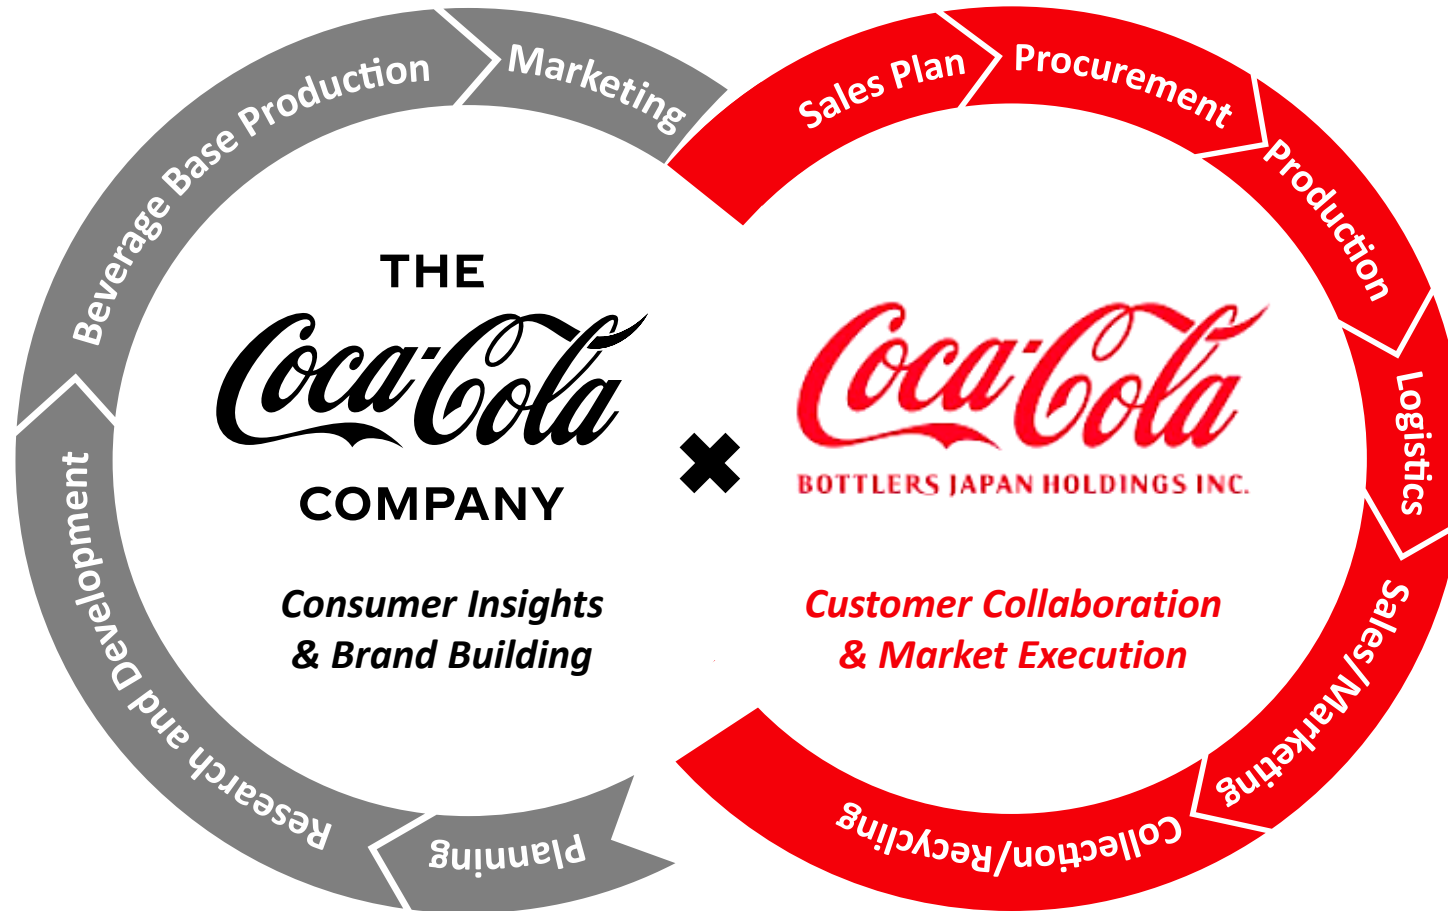 Planning
Research and Development
Beverage Base Production
Marketing
THE
Coca-Cola
COMPANY
Consumer Insights
& Brand Building
Sales Plan
Procurement
Production
Logistics
Sales/Marketing
Collection/Recycling
Coca-Cola
BOTTLERS JAPAN HOLDINGS INC.
Customer Collaboration
& Market Execution